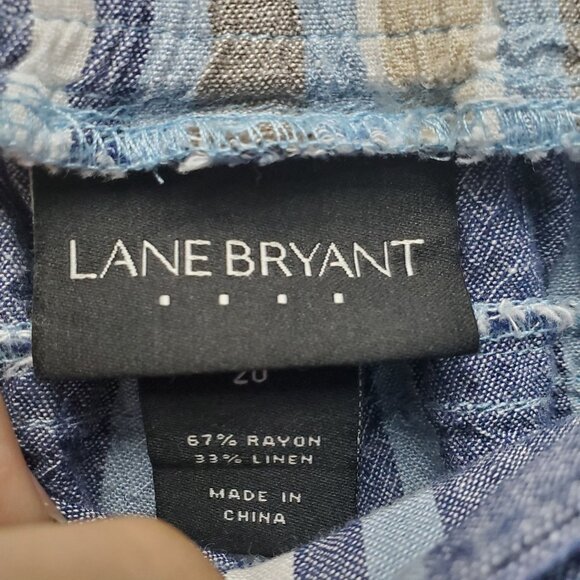 LANE BRYANT
20
67% RAYON
33% LINEN
MADE IN
CHINA